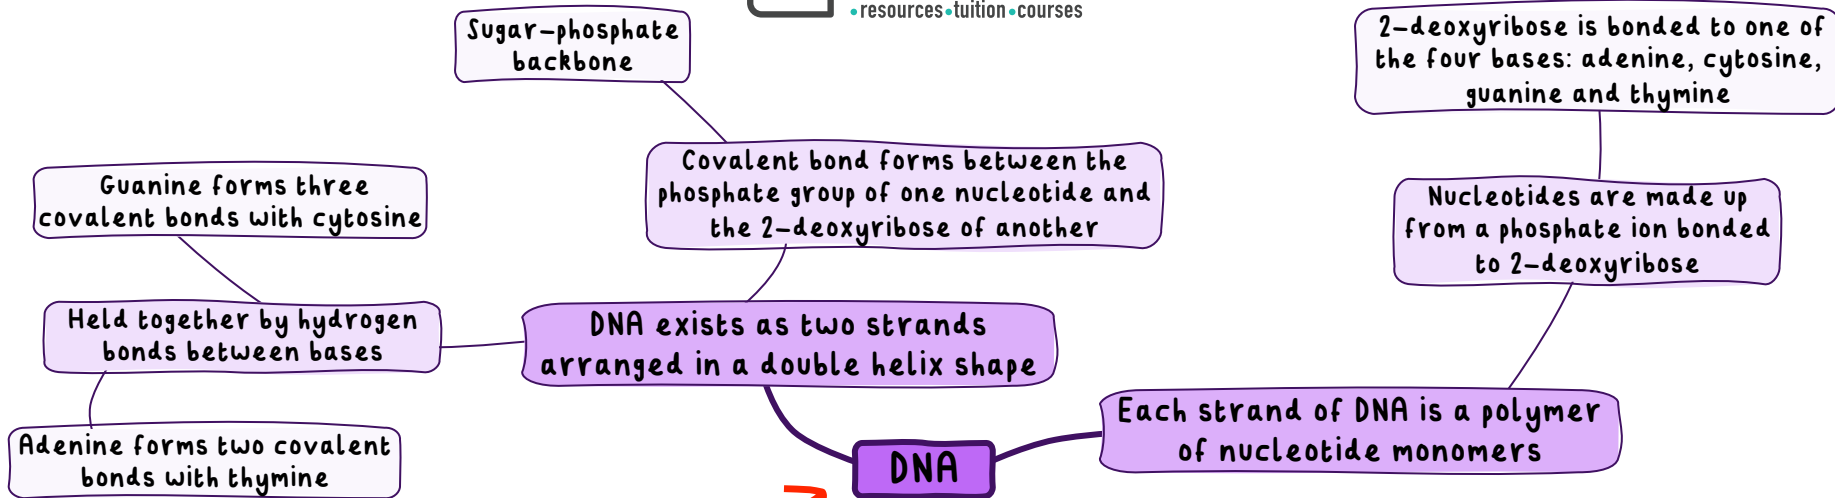 •resources•tuition•courses
Sugar-phosphate
backbone
2-deoxyribose is bonded to one of
the four bases: adenine, cytosine,
guanine and thymine
Covalent bond forms between the
phosphate group of one nucleotide and
the 2-deoxyribose of another
Guanine forms three
covalent bonds with cytosine
Nucleotides are made up
from a phosphate ion bonded
to 2-deoxyribose
Held together by hydrogen
bonds between bases
DNA exists as two strands
arranged in a double helix shape
Each strand of DNA is a polymer
of nucleotide monomers
Adenine forms two covalent
bonds with thymine
DNA